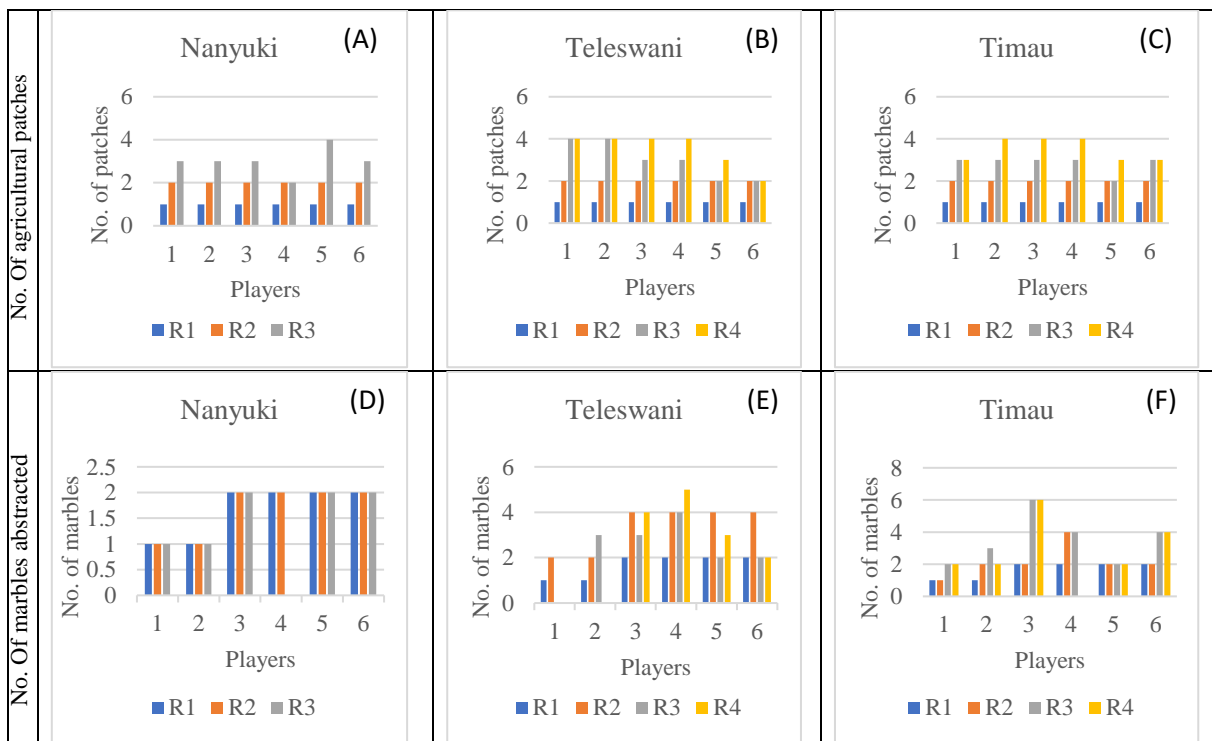 No. Of agricultural patches
Nanyuki
(A)
No. of patches
6
4
2
0
1 2 3 4 5 6
Players
R1 R2 R3
Teleswani
(B)
No. of patches
6
4
2
0
1 2 3 4 5 6
Players
R1 R2 R3 R4
Timau
(C)
No. of patches
6
4
2
0
1 2 3 4 5 6
Players
R1 R2 R3 R4
No. Of marbles abstracted
Nanyuki
(D)
No. of marbles
2.5
2
1.5
1
0.5
0
1 2 3 4 5 6
Players
R1 R2 R3
Teleswani
(E)
No. of marbles
6
4
2
0
1 2 3 4 5 6
Players
R1 R2 R3 R4
Timau
(F)
No. of marbles
8
6
4
2
0
1 2 3 4 5 6
Players
R1 R2 R3 R4